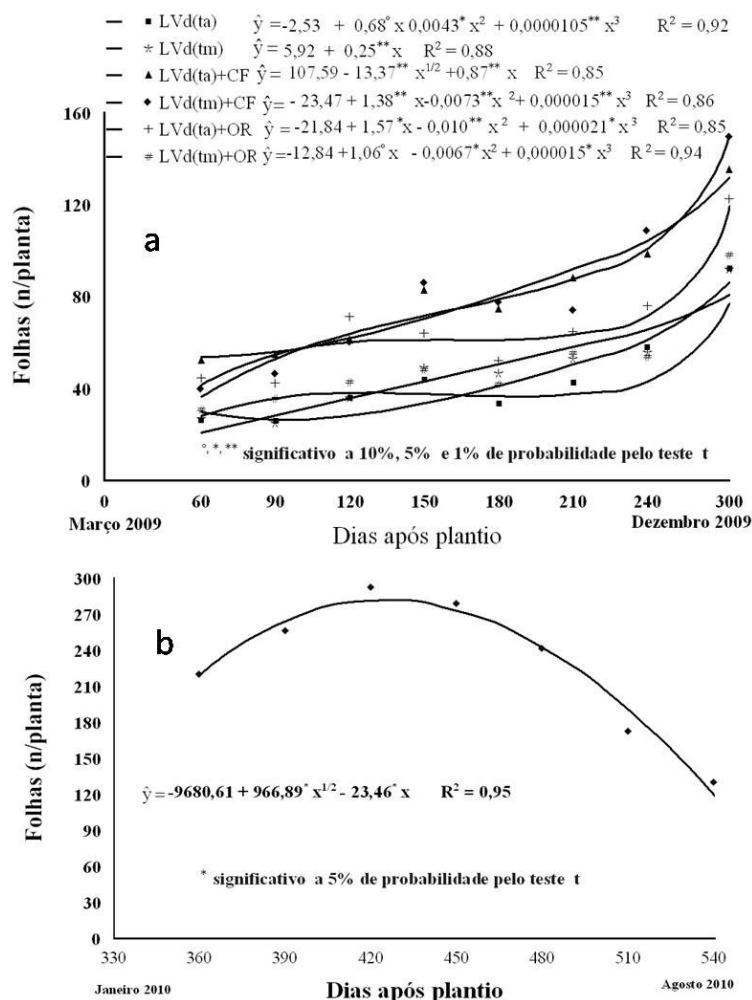 LVd(ta) ŷ=-2,53 + 0,68° x 0,0043* x² + 0,0000105** x³ R² = 0,92
LVd(tm) ŷ= 5,92 + 0,25** x R² = 0,88
LVd(ta)+CF ŷ= 107,59 - 13,37** x^1/2 +0,87** x R² = 0,85
LVd(tm)+CF ŷ= - 23,47 + 1,38** x-0,0073** x ² + 0,000015** x³ R² = 0,86
LVd(ta)+OR ŷ=-21,84 + 1,57 *x - 0,010** x² + 0,000021* x³ R² = 0,85
LVd(tm)+OR ŷ=-12,84 +1,06° x - 0,0067* x² + 0,000015* x³ R² = 0,94
160
120
80
40
0
Folhas (n/planta)
a
°, *, ** significativo a 10%, 5% e 1% de probabilidade pelo teste t
0 60 90 120 150 180 210 240 300
Março 2009 Dezembro 2009
Dias após plantio
300
270
240
210
180
150
120
90
60
30
0
Folhas (n/planta)
b
ŷ=-9680,61 + 966,89* x^1/2 - 23,46* x R² = 0,95
* significativo a 5% de probabilidade pelo teste t
330 360 390 420 450 480 510 540
Janeiro 2010 Dias após plantio Agosto 2010